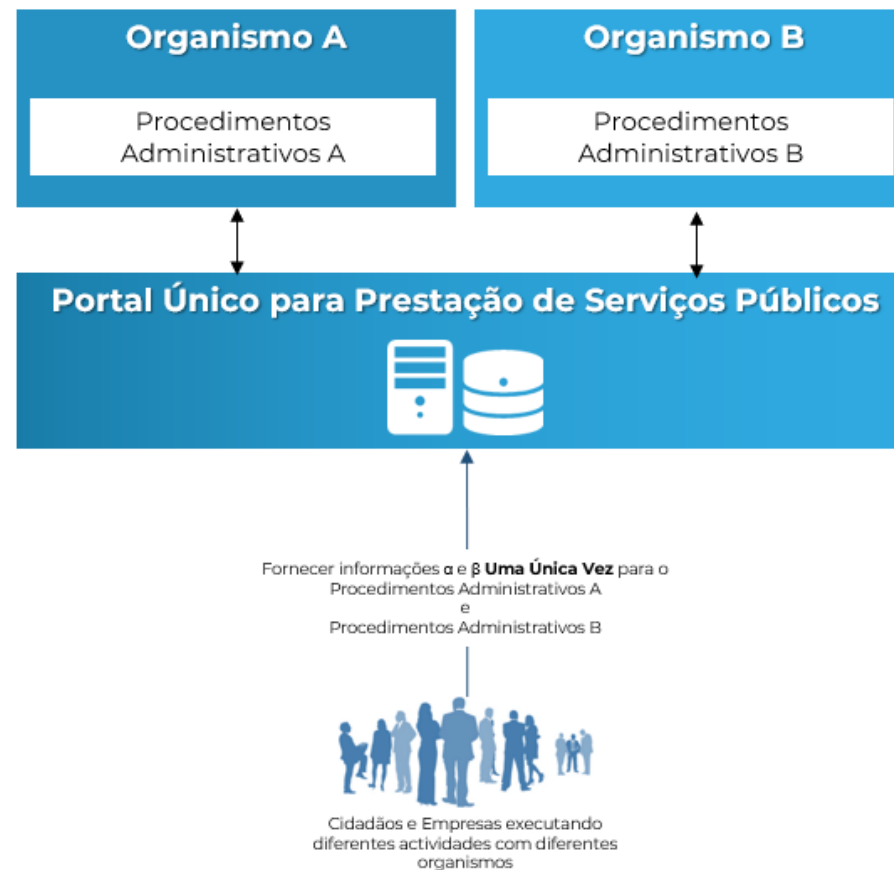 Organismo A
Procedimentos
Administrativos A
Organismo B
Procedimentos
Administrativos B
Portal Único para Prestação de Serviços Públicos
Fornecer informações α e β Uma Única Vez para o
Procedimentos Administrativos A
e
Procedimentos Administrativos B
Cidadãos e Empresas executando
diferentes actividades com diferentes
organismos